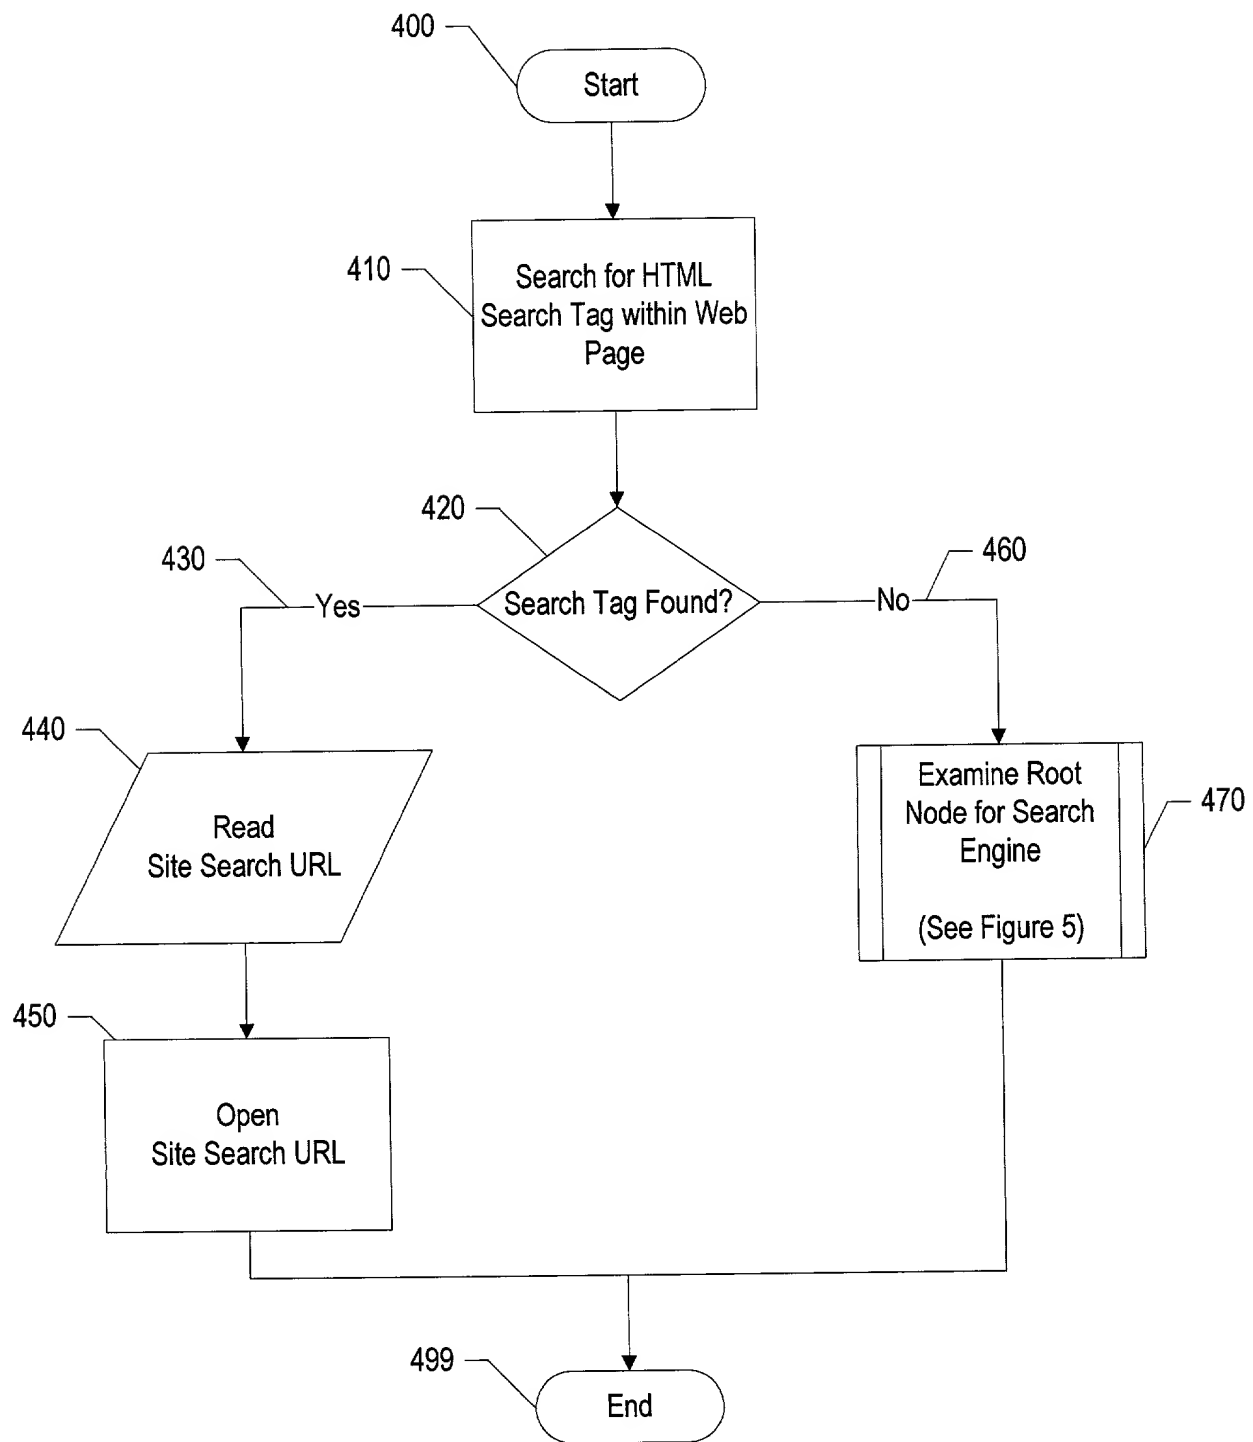 400
Start
410
Search for HTML
Search Tag within Web
Page
420
430
460
Yes
Search Tag Found?
No
440
Read
Site Search URL
Examine Root
Node for Search
Engine
(See Figure 5)
470
450
Open
Site Search URL
499
End